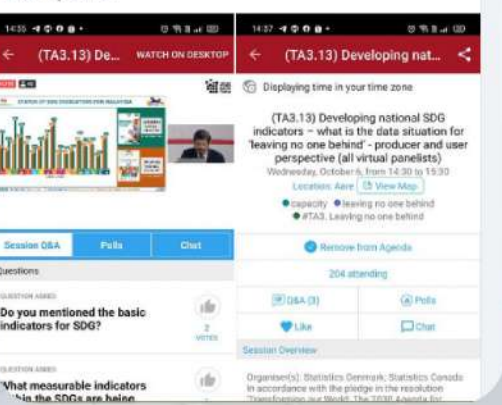 14:35
← (TA3.13) De... WATCH ON DESKTOP
STATUS OF SDG INDICATORS FOR MALAYSIA
Session Q&A Polls Chat
Questions
QUESTION ASKED
Do you mentioned the basic
indicators for SDG?
2
VOTES
QUESTION ASKED
What measurable indicators
within the SDGs are being
14:37
← (TA3.13) Developing nat...
Displaying time in your time zone
(TA3.13) Developing national SDG
indicators – what is the data situation for
'leaving no one behind' - producer and user
perspective (all virtual panelists)
Wednesday, October 6, from 14:30 to 15:30
Location: Aare View Map
capacity leaving no one behind
#TA3. Leaving no one behind
Remove from Agenda
204 attending
Q&A (3) Polls
Like Chat
Session Overview
Organiser(s): Statistics Denmark; Statistics Canada
In accordance with the pledge in the resolution
"Transforming our World: The 2030 Agenda for